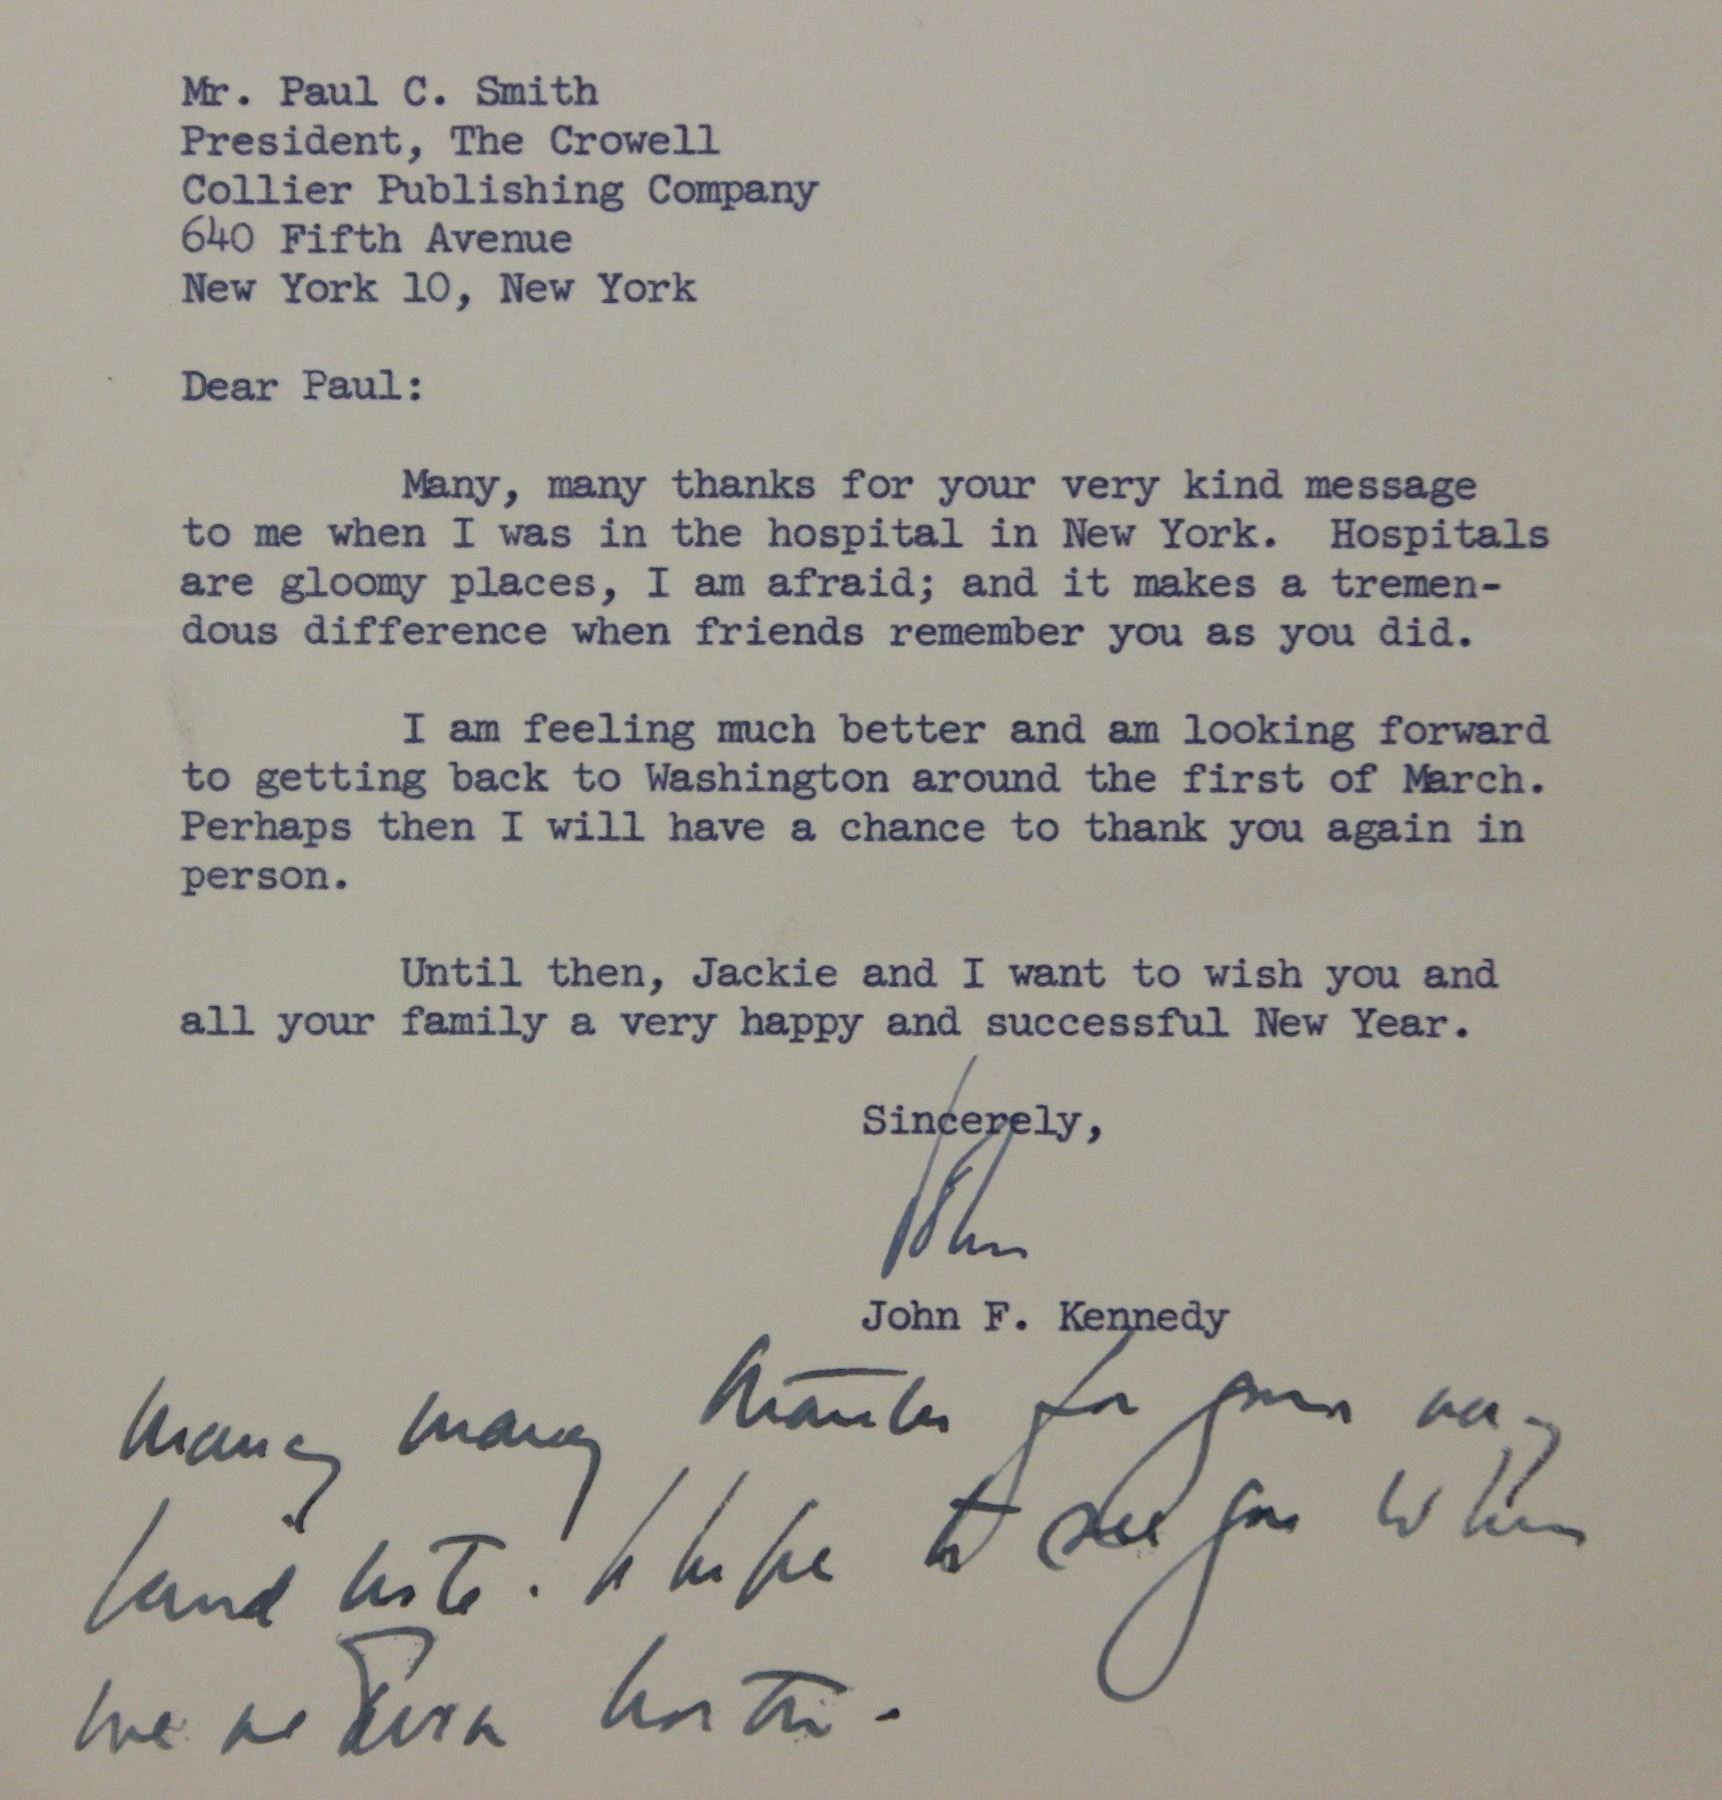 Mr. Paul C. Smith
President, The Crowell
Collier Publishing Company
640 Fifth Avenue
New York 10, New York
Dear Paul:
Many, many thanks for your very kind message
to me when I was in the hospital in New York. Hospitals
are gloomy places, I am afraid; and it makes a tremen-
dous difference when friends remember you as you did.
I am feeling much better and am looking forward
to getting back to Washington around the first of March.
Perhaps then I will have a chance to thank you again in
person.
Until then, Jackie and I want to wish you and
all your family a very happy and successful New Year.
Sincerely,
John
John F. Kennedy
Many many thanks for your very
kind note. I hope to see you when
we return north.